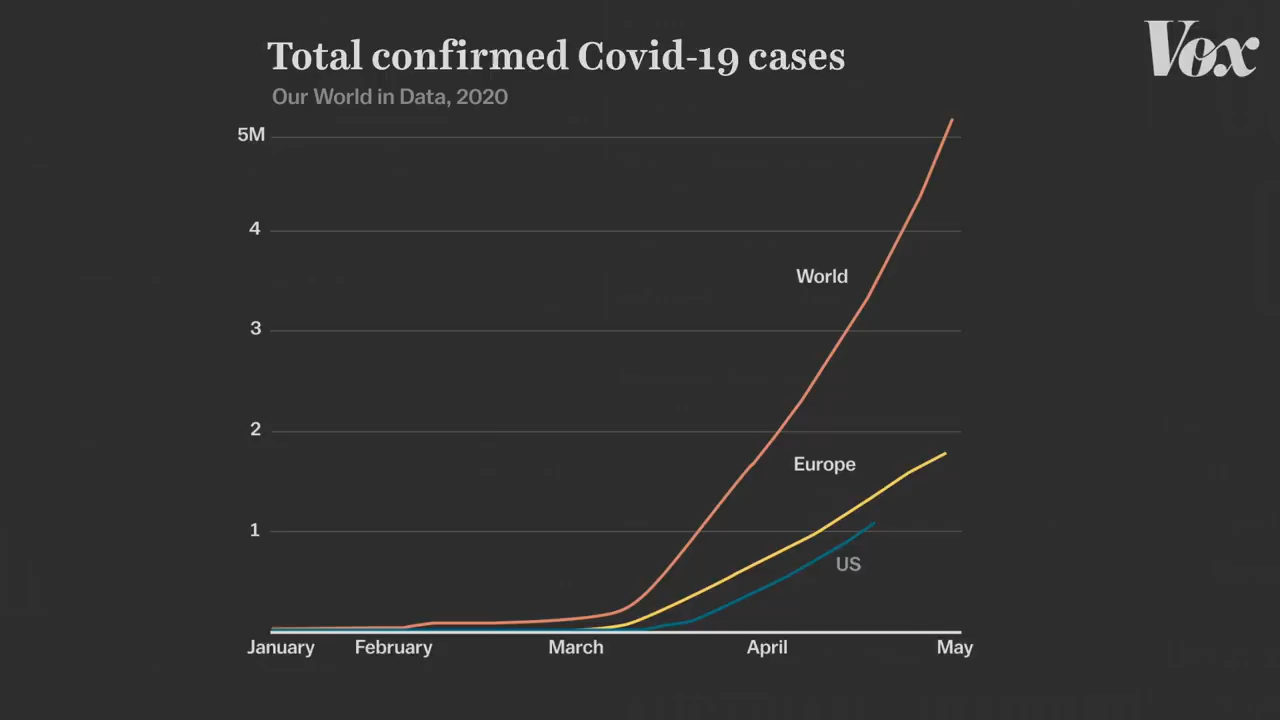 Total confirmed Covid-19 cases
Vox
Our World in Data, 2020
5M
4
World
3
2
Europe
1
US
January February March April May